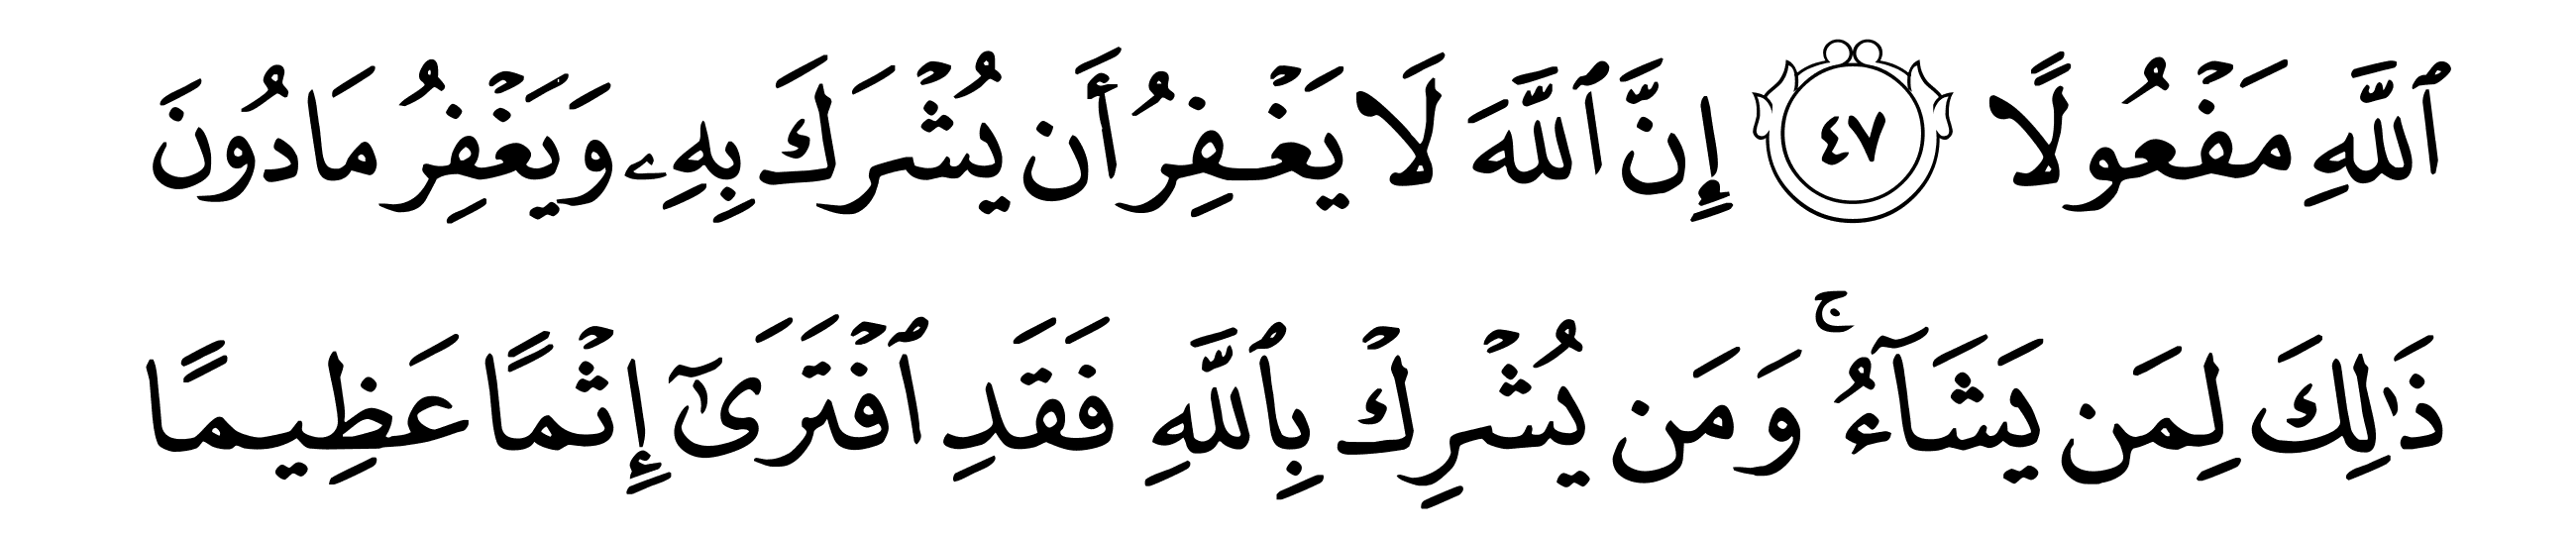 ٱللَّهِ مَفۡعُولًا ٤٧ إِنَّ ٱللَّهَ لَا يَغۡفِرُ أَن يُشۡرَكَ بِهِۦ وَيَغۡفِرُ مَا دُونَ
ذَٰلِكَ لِمَن يَشَآءُۚ وَمَن يُشۡرِكۡ بِٱللَّهِ فَقَدِ ٱفۡتَرَىٰٓ إِثۡمًا عَظِيمًا